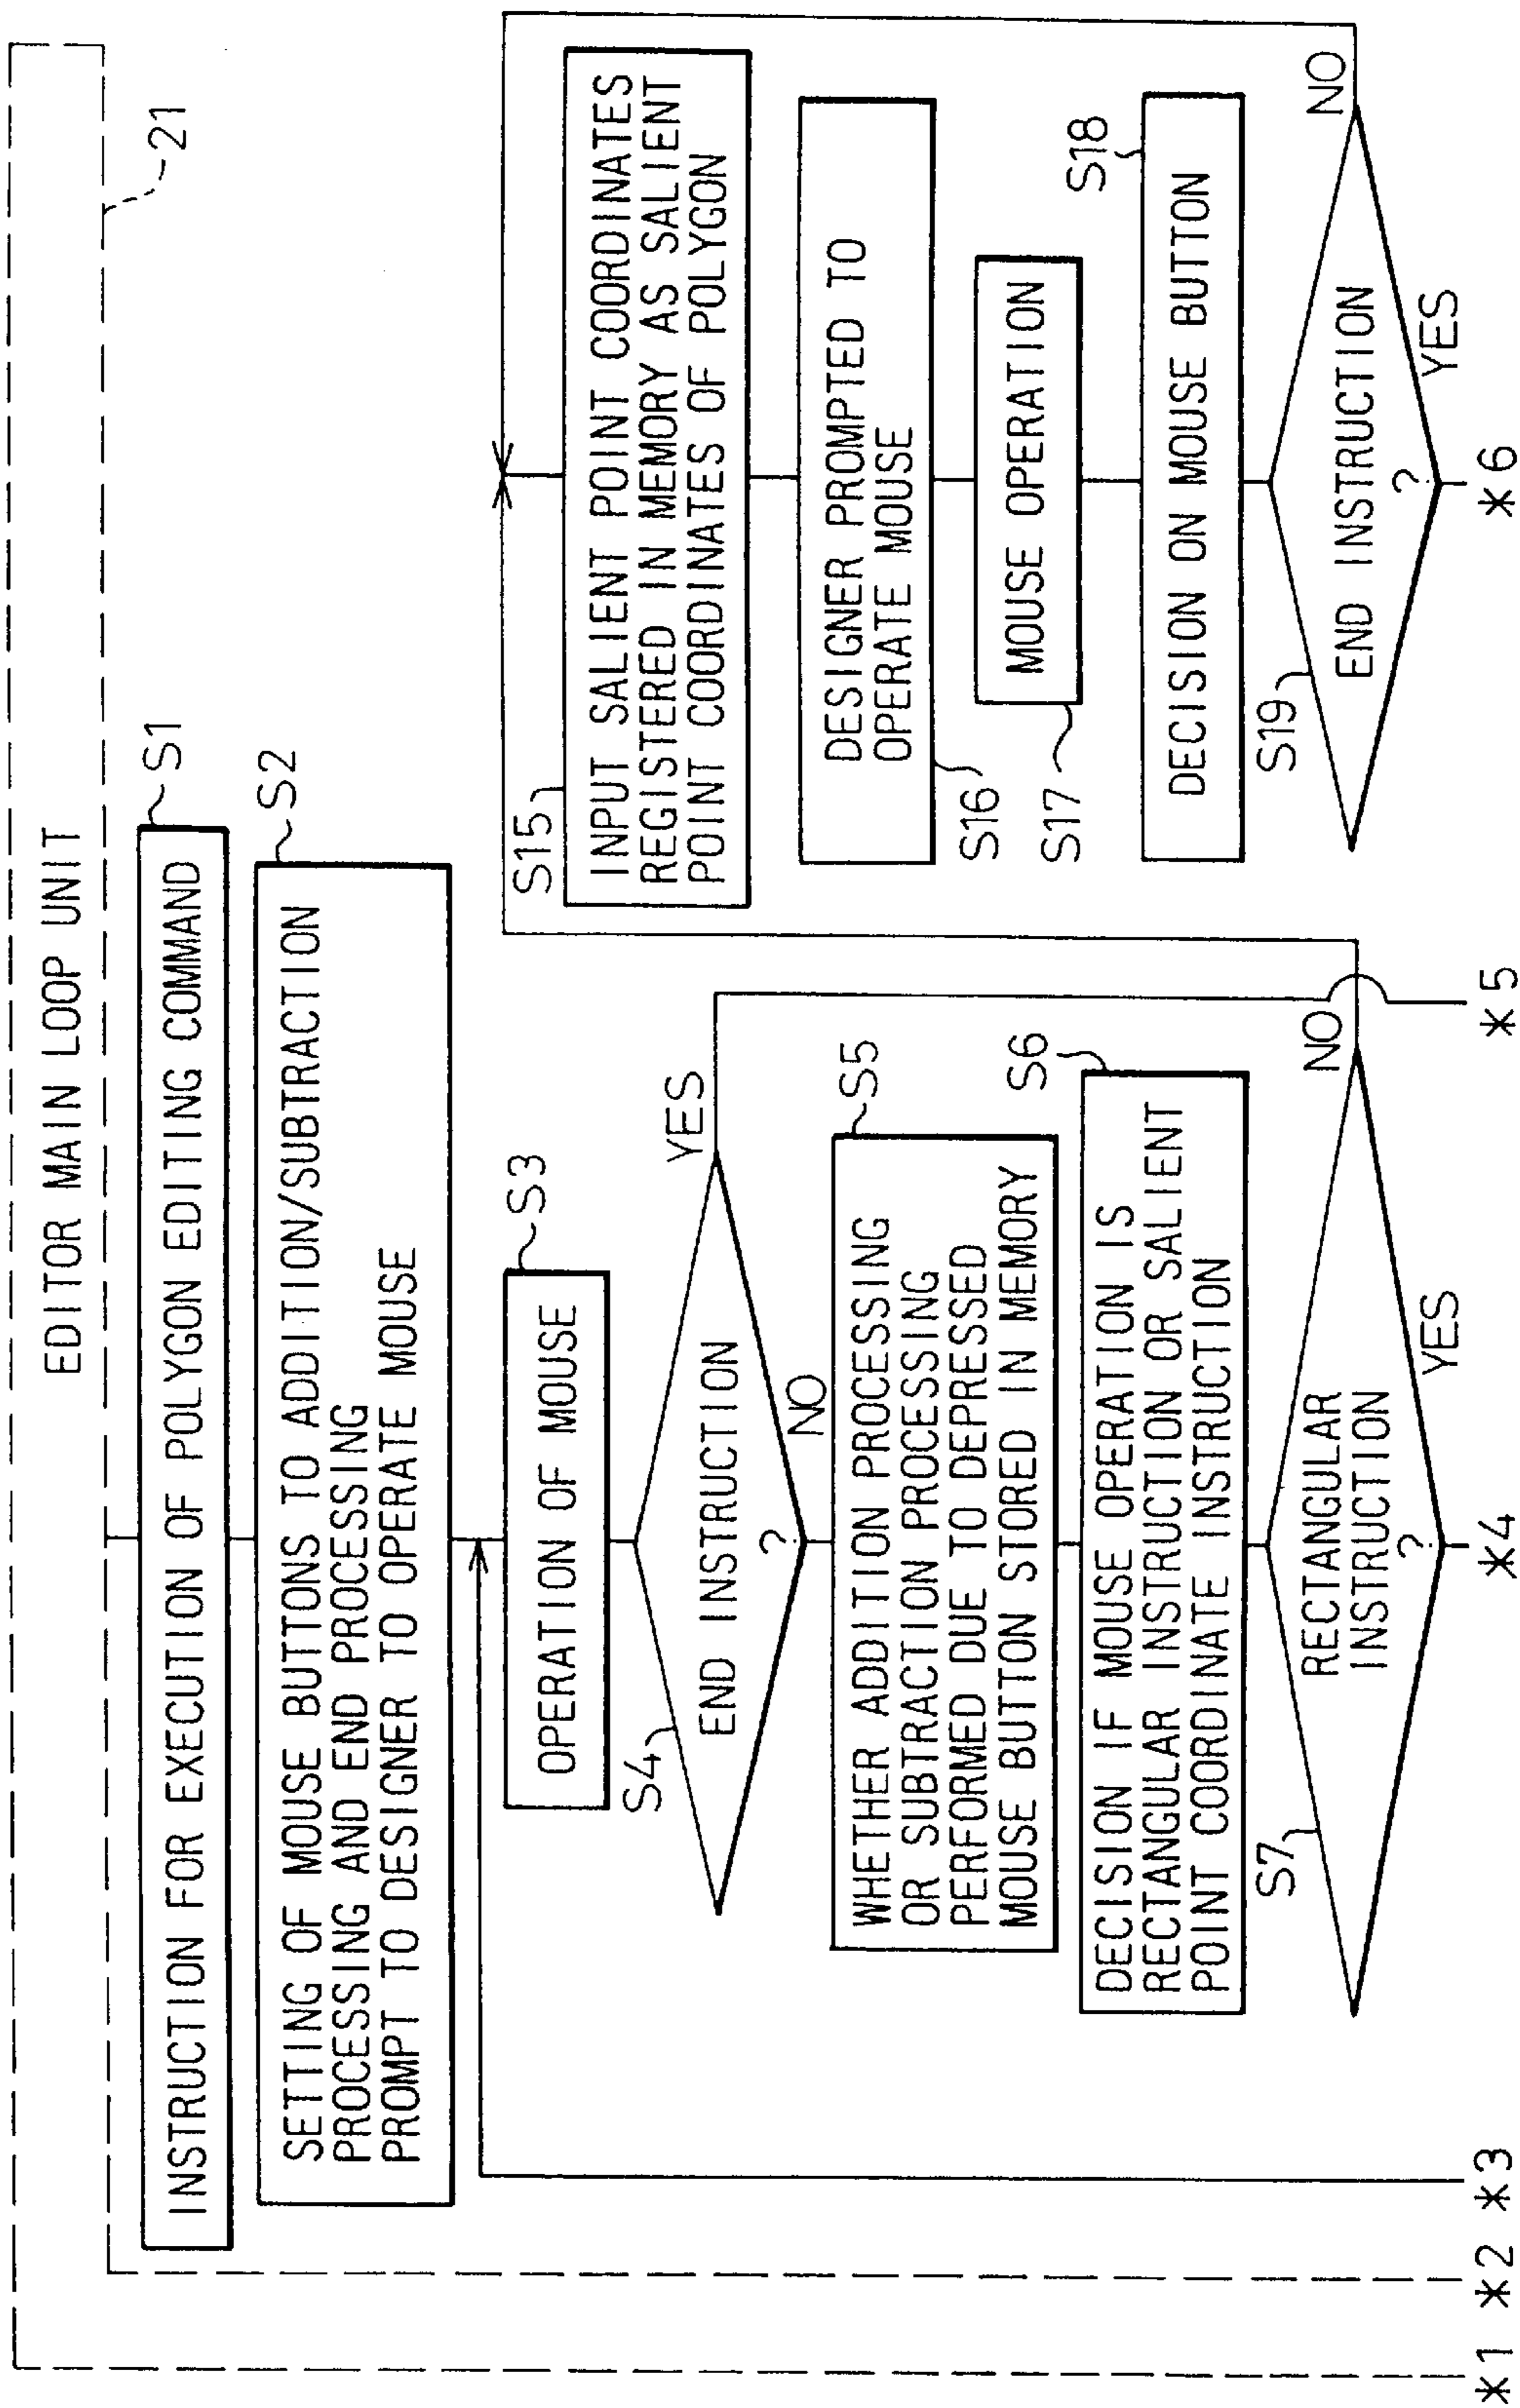 EDITOR MAIN LOOP UNIT
21
INSTRUCTION FOR EXECUTION OF POLYGON EDITING COMMAND
S1
SETTING OF MOUSE BUTTONS TO ADDITION/SUBTRACTION
PROCESSING AND END PROCESSING
PROMPT TO DESIGNER TO OPERATE MOUSE
S2
OPERATION OF MOUSE
S3
S4
END INSTRUCTION
?
YES
NO
WHETHER ADDITION PROCESSING
OR SUBTRACTION PROCESSING
PERFORMED DUE TO DEPRESSED
MOUSE BUTTON STORED IN MEMORY
S5
DECISION IF MOUSE OPERATION IS
RECTANGULAR INSTRUCTION OR SALIENT
POINT COORDINATE INSTRUCTION
S6
S7
RECTANGULAR
INSTRUCTION
?
NO
YES
S15
INPUT SALIENT POINT COORDINATES
REGISTERED IN MEMORY AS SALIENT
POINT COORDINATES OF POLYGON
DESIGNER PROMPTED TO
OPERATE MOUSE
S16
MOUSE OPERATION
S17
DECISION ON MOUSE BUTTON
S18
S19
END INSTRUCTION
?
NO
YES
*1 *2 *3 *4 *5 *6